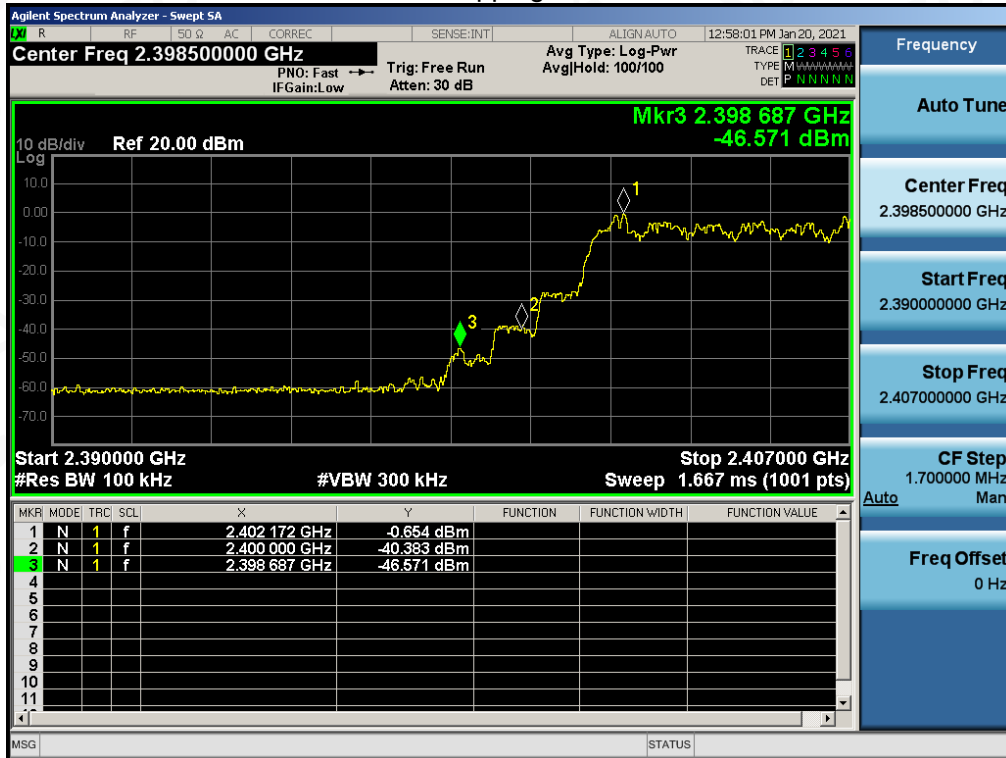 Agilent Spectrum Analyzer - Swept SA
LXI R RF 50 Ω AC CORREC SENSE:INT ALIGN AUTO 12:58:01 PM Jan 20, 2021
Center Freq 2.398500000 GHz
PNO: Fast
IFGain:Low
Trig: Free Run
Atten: 30 dB
Avg Type: Log-Pwr
Avg|Hold: 100/100
TRACE 1 2 3 4 5 6
TYPE M WWWWW
DET P N N N N N
Mkr3 2.398 687 GHz
-46.571 dBm
10 dB/div Ref 20.00 dBm
Log
10.0
0.00
-10.0
-20.0
-30.0
-40.0
-50.0
-60.0
-70.0
1
2
3
Start 2.390000 GHz Stop 2.407000 GHz
#Res BW 100 kHz #VBW 300 kHz Sweep 1.667 ms (1001 pts)
MKR MODE TRC SCL X Y FUNCTION FUNCTION WIDTH FUNCTION VALUE
1 N 1 f 2.402 172 GHz -0.654 dBm
2 N 1 f 2.400 000 GHz -40.383 dBm
3 N 1 f 2.398 687 GHz -46.571 dBm
4
5
6
7
8
9
10
11
MSG STATUS
Frequency
Auto Tune
Center Freq
2.398500000 GHz
Start Freq
2.390000000 GHz
Stop Freq
2.407000000 GHz
CF Step
1.700000 MHz
Auto Man
Freq Offset
0 Hz